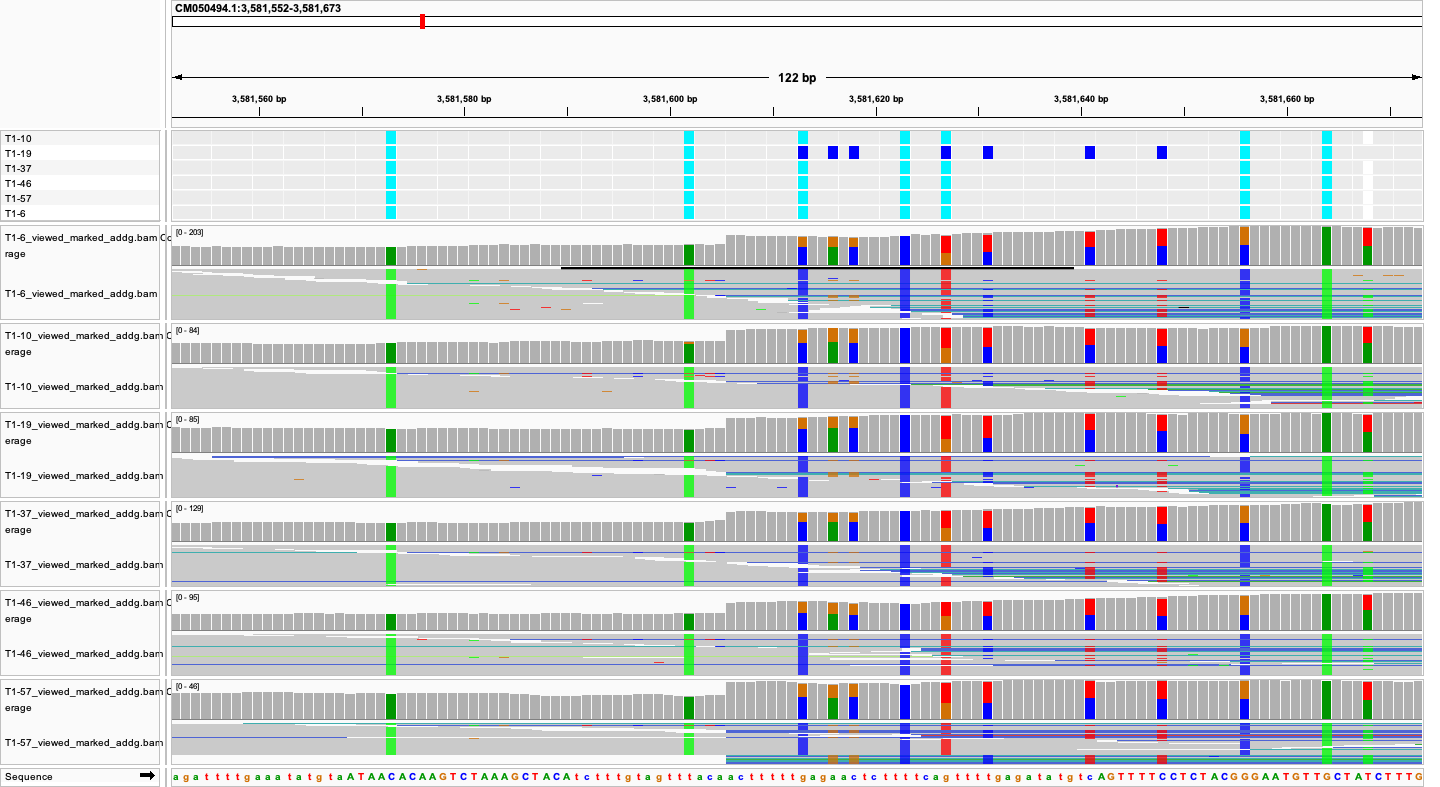 CM050494.1:3,581,552-3,581,673
122 bp
3,581,560 bp 3,581,580 bp 3,581,600 bp 3,581,620 bp 3,581,640 bp 3,581,660 bp
T1-10
T1-19
T1-37
T1-46
T1-57
T1-6
T1-6_viewed_marked_addg.bam Co
rage
[0 - 203]
T1-6_viewed_marked_addg.bam
T1-10_viewed_marked_addg.bam C
erage
[0 - 84]
T1-10_viewed_marked_addg.bam
T1-19_viewed_marked_addg.bam C
erage
[0 - 85]
T1-19_viewed_marked_addg.bam
T1-37_viewed_marked_addg.bam C
erage
[0 - 129]
T1-37_viewed_marked_addg.bam
T1-46_viewed_marked_addg.bam C
erage
[0 - 95]
T1-46_viewed_marked_addg.bam
T1-57_viewed_marked_addg.bam C
erage
[0 - 46]
T1-57_viewed_marked_addg.bam
Sequence a g a t t t t g a a a t a t g t a A T A A C A C A A G T C T A A A G C T A C A t c t t t g t a g t t t a c a a c t t t t t g a g a a c t c t t t t c a g t t t t g a g a t a t g t c A G T T T T C C T C T A C G G G A A T G T T G C T A T C T T T G